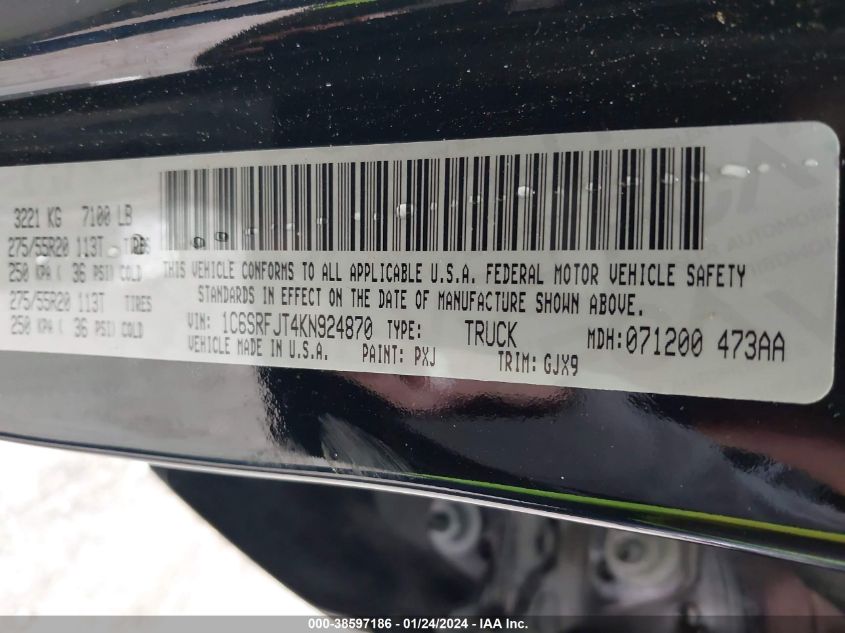 3221 KG 7100 LB
275/55R20 113T TIRES
250 KPA ( 36 PSI) COLD
275/55R20 113T TIRES
250 KPA ( 36 PSI) COLD
THIS VEHICLE CONFORMS TO ALL APPLICABLE U.S.A. FEDERAL MOTOR VEHICLE SAFETY
STANDARDS IN EFFECT ON THE DATE OF MANUFACTURE SHOWN ABOVE.
VIN: 1C6SRFJT4KN924870 TYPE: TRUCK MDH:071200 473AA
VEHICLE MADE IN U.S.A. PAINT: PXJ TRIM: GJX9
000-38597186 - 01/24/2024 - IAA Inc.